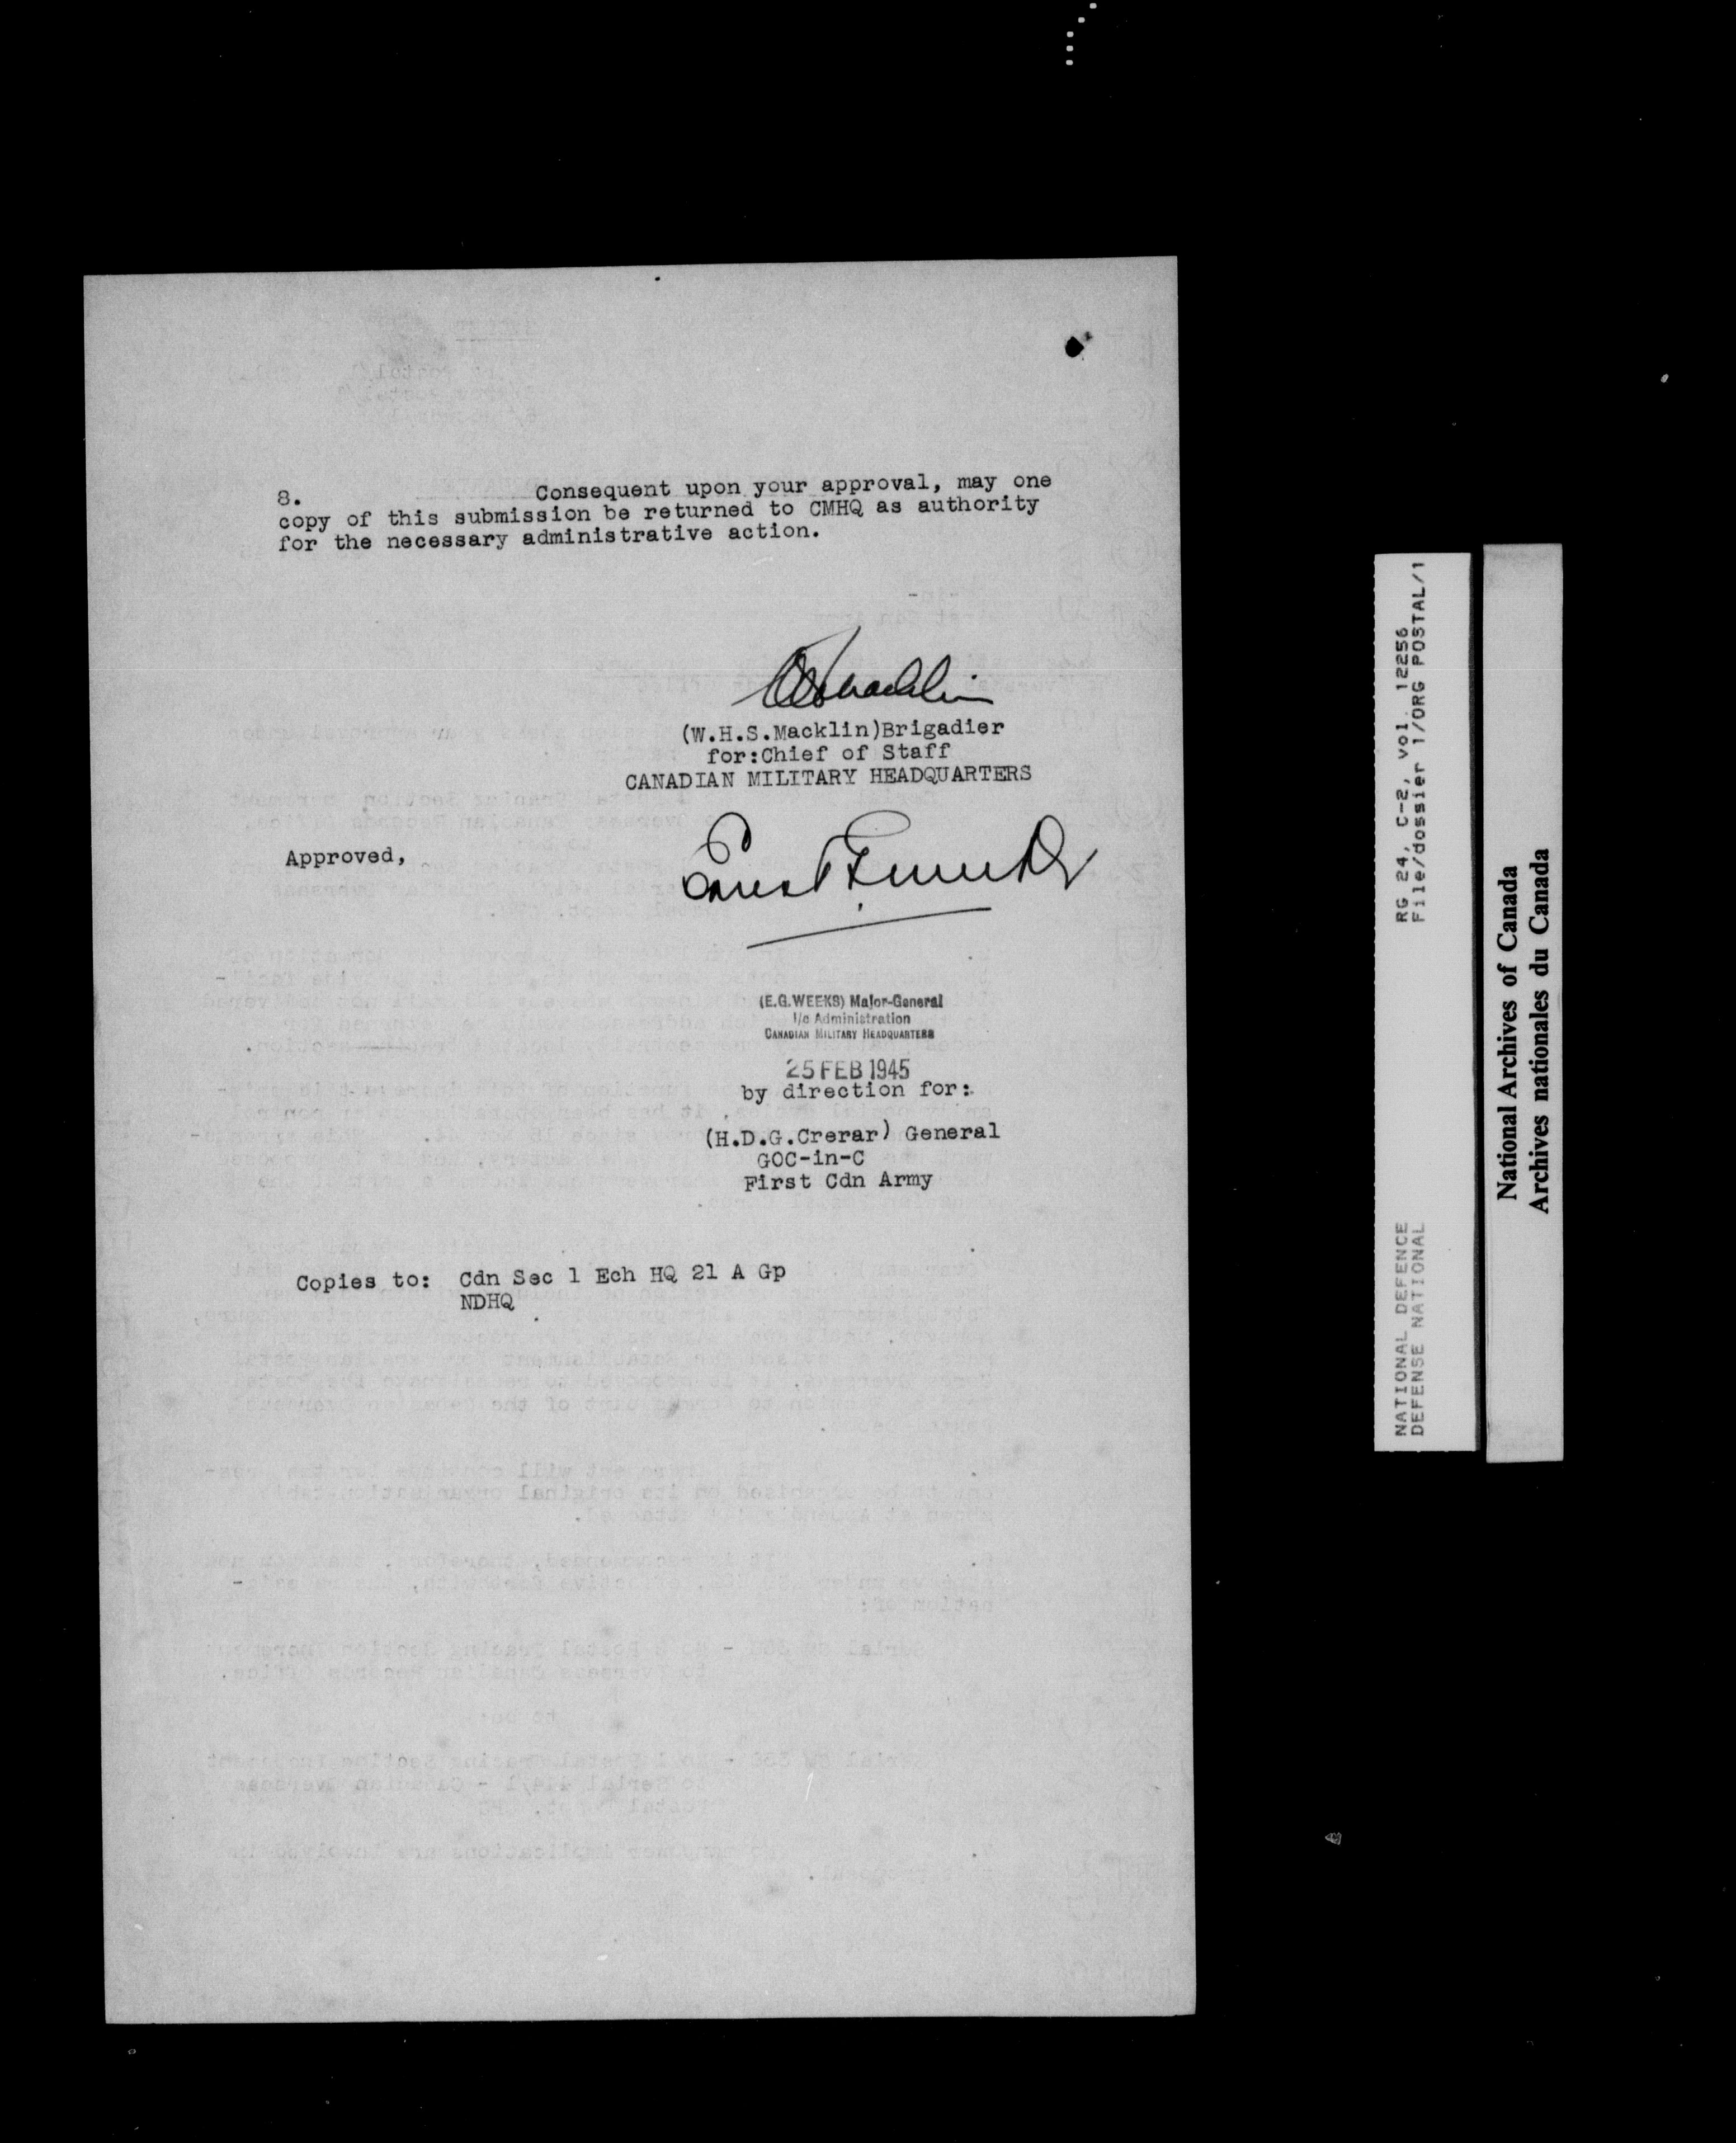 8. Consequent upon your approval, may one
copy of this submission be returned to CMHQ as authority
for the necessary administrative action.
(W.H.S.Macklin)Brigadier
for:Chief of Staff
CANADIAN MILITARY HEADQUARTERS
Approved,
(E.G.WEEKS) Major-General
I/c Administration
CANADIAN MILITARY HEADQUARTERS
25 FEB 1945
by direction for:
(H.D.G.Crerar) General
GOC-in-C
First Cdn Army
Copies to: Cdn Sec 1 Ech HQ 21 A Gp
NDHQ
NATIONAL DEFENCE RG 24, C-2, vol. 12256
DEFENSE NATIONAL File/dossier 1/ORG POSTAL/1
National Archives of Canada
Archives nationales du Canada